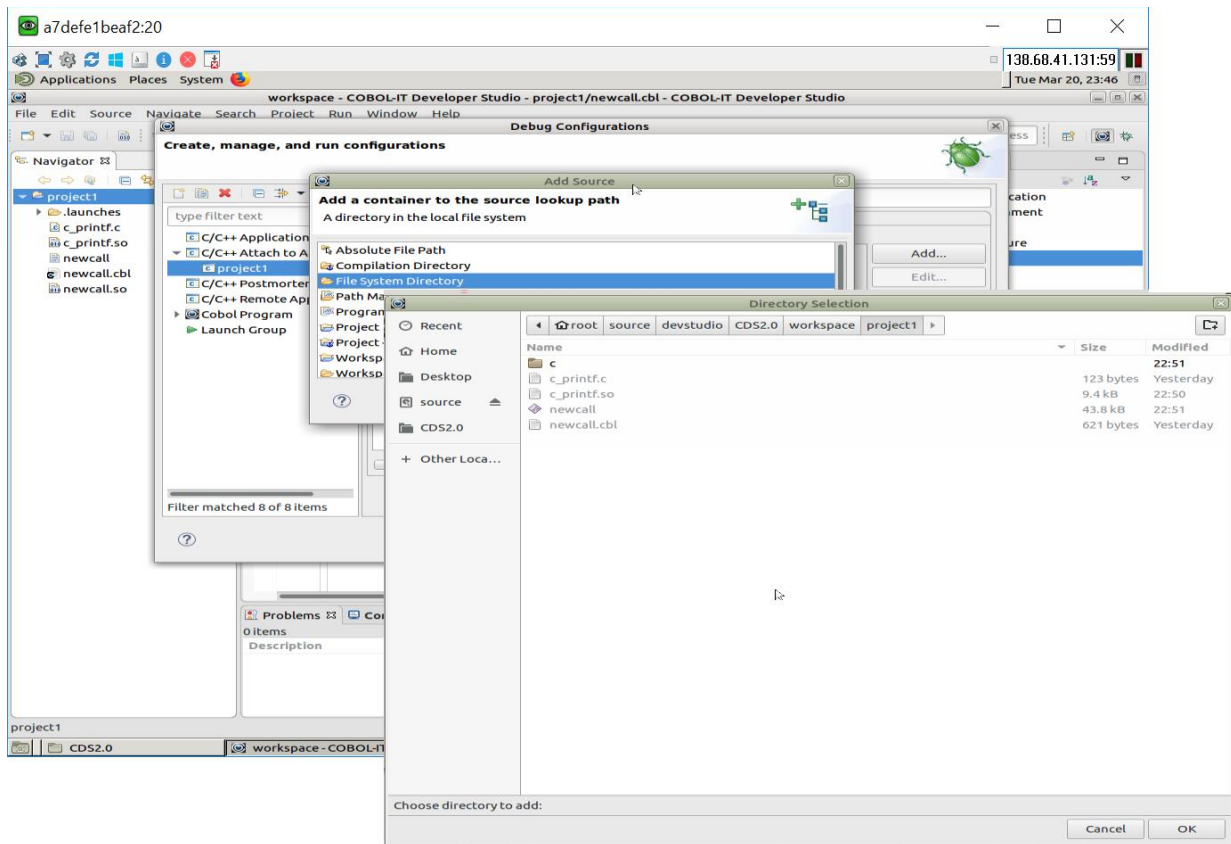 a7defe1beaf2:20
138.68.41.131:59
Applications Places System
Tue Mar 20, 23:46
workspace - COBOL-IT Developer Studio - project1/newcall.cbl - COBOL-IT Developer Studio
File Edit Source Navigate Search Project Run Window Help
Debug Configurations
ess
Create, manage, and run configurations
Navigator
project1
.launches
c_printf.c
c_printf.so
newcall
newcall.cbl
newcall.so
type filter text
C/C++ Application
C/C++ Attach to A
project1
C/C++ Postmorter
C/C++ Remote App
Cobol Program
Launch Group
Filter matched 8 of 8 items
Add Source
Add a container to the source lookup path
A directory in the local file system
Absolute File Path
Compilation Directory
File System Directory
Path Ma
Program
Project
Project
Worksp
Worksp
Add...
Edit...
cation
nment
ure
Directory Selection
Recent
Home
Desktop
source
CDS2.0
+ Other Loca...
root source devstudio CDS2.0 workspace project1
Name Size Modified
c 22:51
c_printf.c 123 bytes Yesterday
c_printf.so 9.4 kB 22:50
newcall 43.8 kB 22:51
newcall.cbl 621 bytes Yesterday
Choose directory to add:
Cancel OK
Problems Co
0 items
Description
project1
CDS2.0 workspace - COBOL-IT